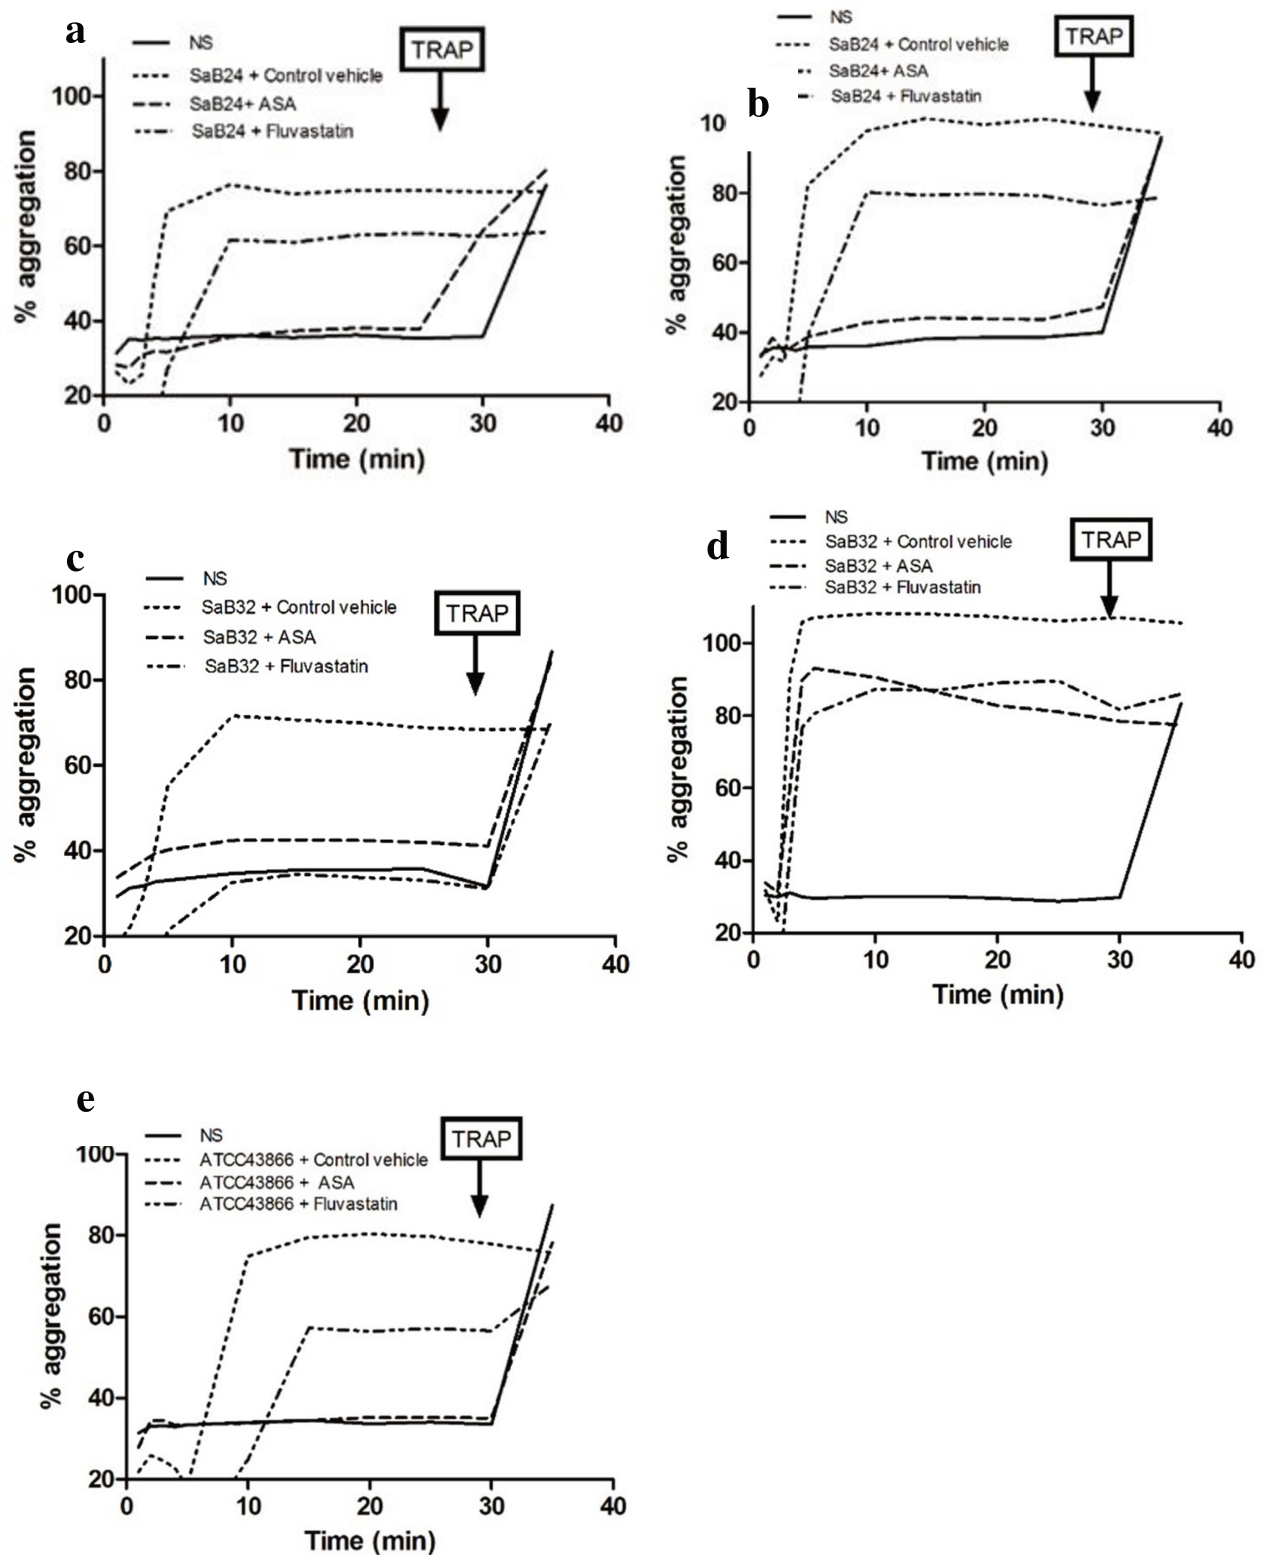 a
NS
SaB24 + Control vehicle
SaB24+ ASA
SaB24 + Fluvastatin
TRAP
100
80
60
40
20
0 10 20 30 40
% aggregation
Time (min)
b
NS
SaB24 + Control vehicle
SaB24+ ASA
SaB24 + Fluvastatin
TRAP
10
80
60
40
20
0 10 20 30 40
% aggregation
Time (min)
c
NS
SaB32 + Control vehicle
SaB32 + ASA
SaB32 + Fluvastatin
TRAP
100
80
60
40
20
0 10 20 30 40
% aggregation
Time (min)
d
NS
SaB32 + Control vehicle
SaB32 + ASA
SaB32 + Fluvastatin
TRAP
100
80
60
40
20
0 10 20 30 40
% aggregation
Time (min)
e
NS
ATCC43866 + Control vehicle
ATCC43866 + ASA
ATCC43866 + Fluvastatin
TRAP
100
80
60
40
20
0 10 20 30 40
% aggregation
Time (min)